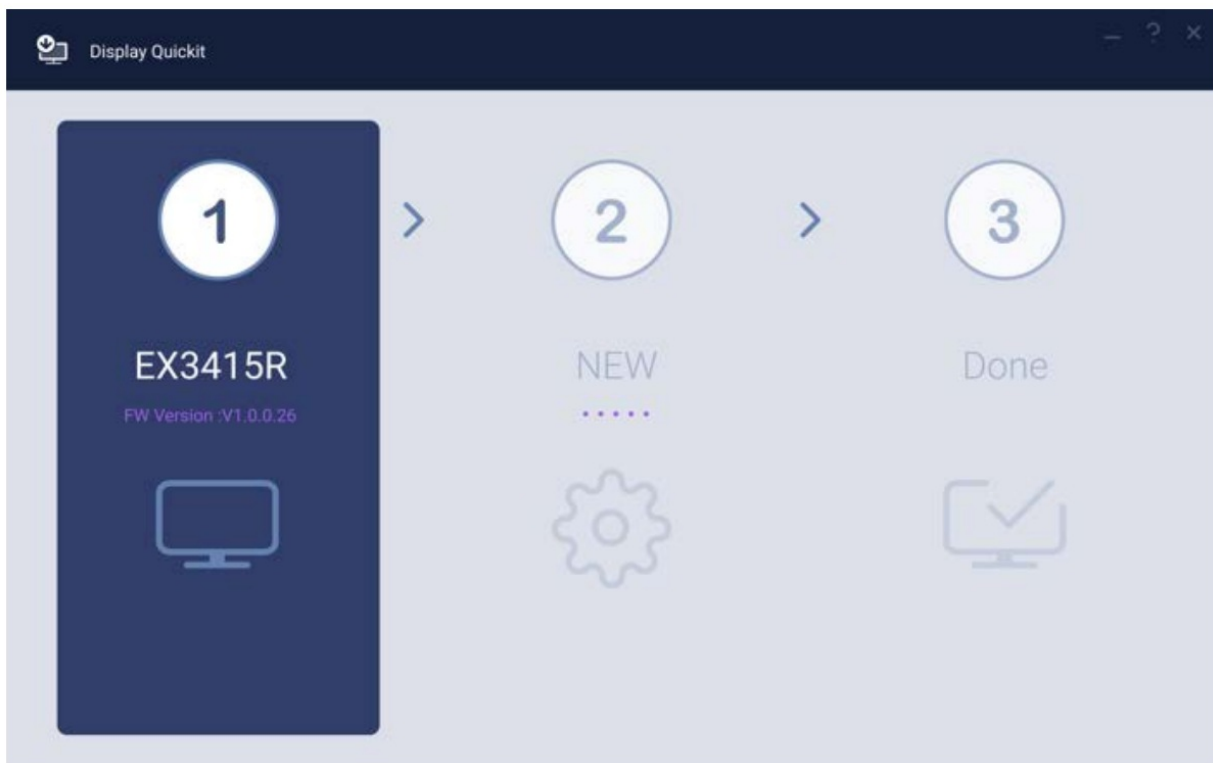 Display Quickit
1
2
3
EX3415R
NEW
Done
FW Version :V1.0.0.26